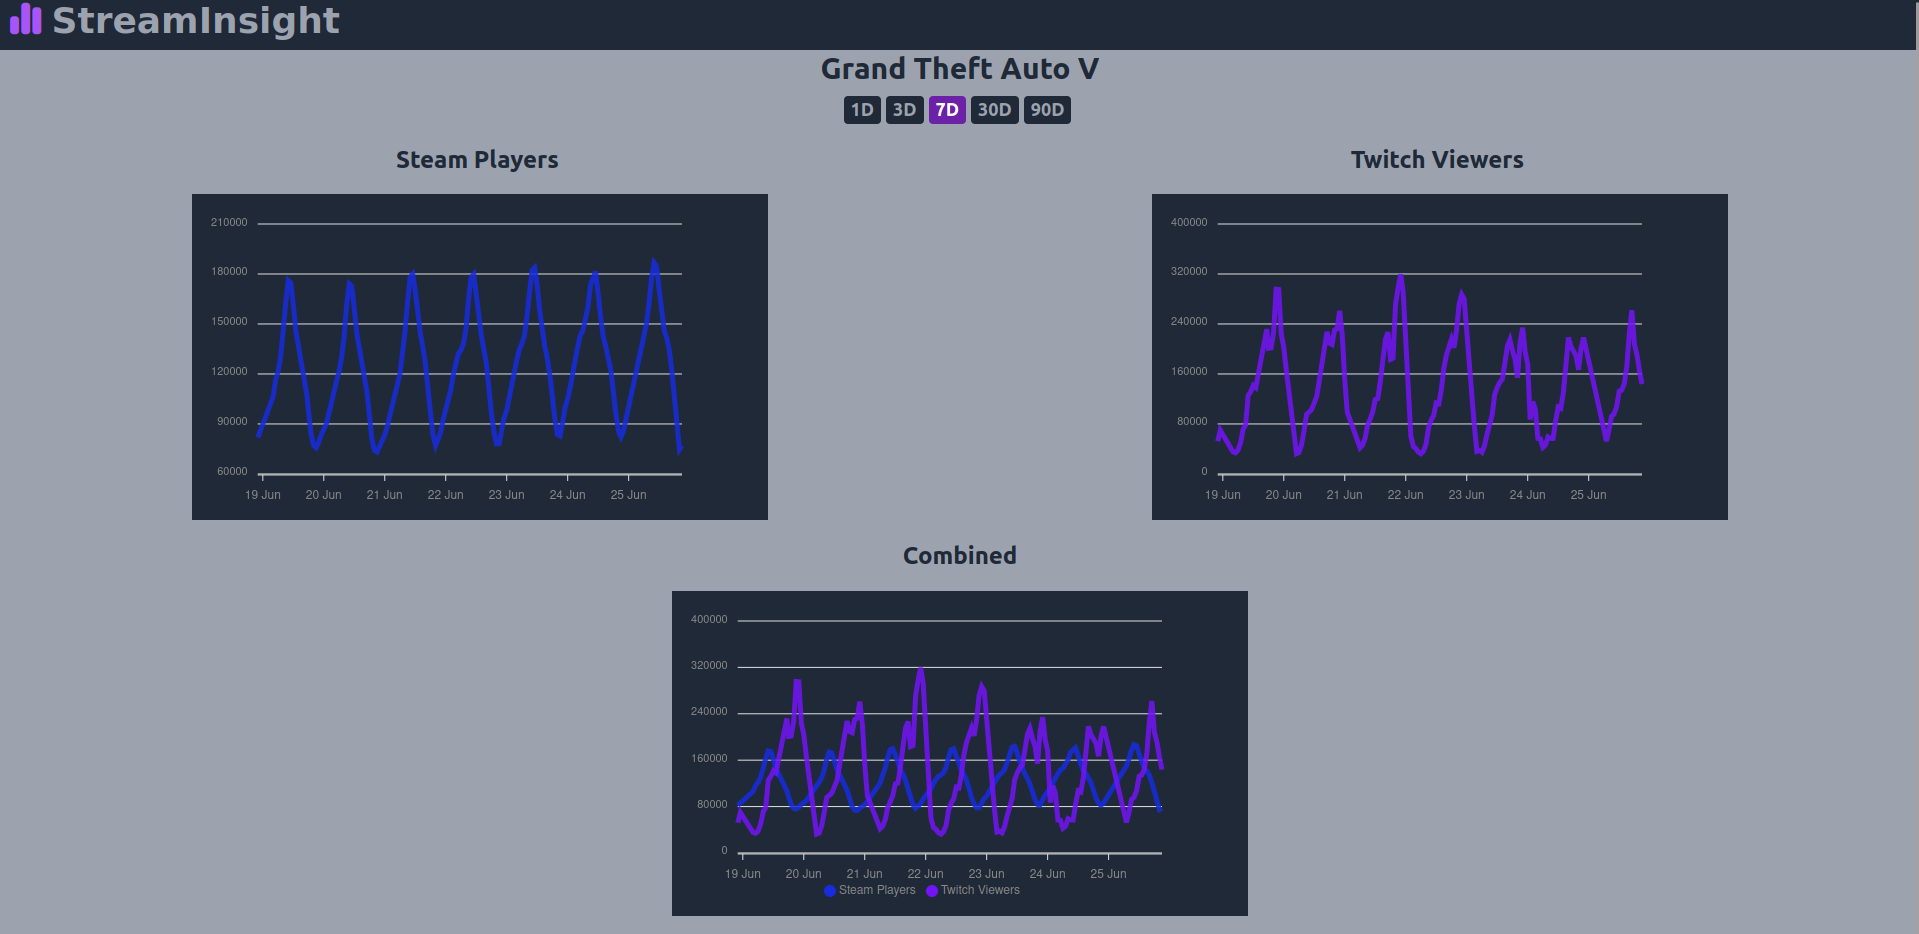 StreamInsight
Grand Theft Auto V
1D 3D 7D 30D 90D
Steam Players
210000
180000
150000
120000
90000
60000
19 Jun 20 Jun 21 Jun 22 Jun 23 Jun 24 Jun 25 Jun
Twitch Viewers
400000
320000
240000
160000
80000
0
19 Jun 20 Jun 21 Jun 22 Jun 23 Jun 24 Jun 25 Jun
Combined
400000
320000
240000
160000
80000
0
19 Jun 20 Jun 21 Jun 22 Jun 23 Jun 24 Jun 25 Jun
Steam Players Twitch Viewers